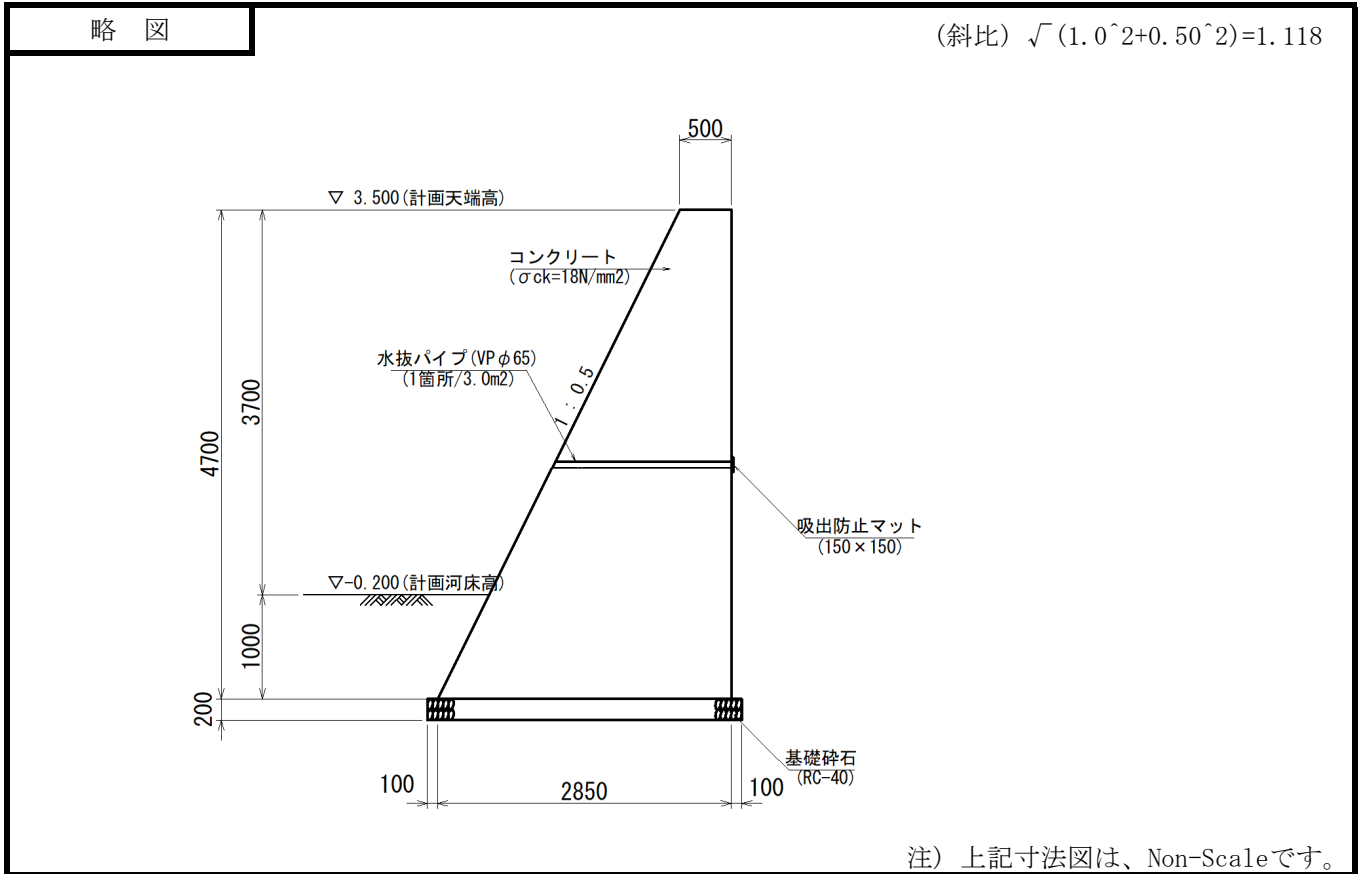 略 図
(斜比) √(1.0^2+0.50^2)=1.118
500
▽ 3.500(計画天端高)
コンクリート
(σck=18N/mm2)
水抜パイプ(VPφ65)
(1箇所/3.0m2)
1 : 0.5
3700
4700
吸出防止マット
(150×150)
▽-0.200(計画河床高)
1000
200
基礎砕石
(RC-40)
100
2850
100
注) 上記寸法図は、Non-Scaleです。